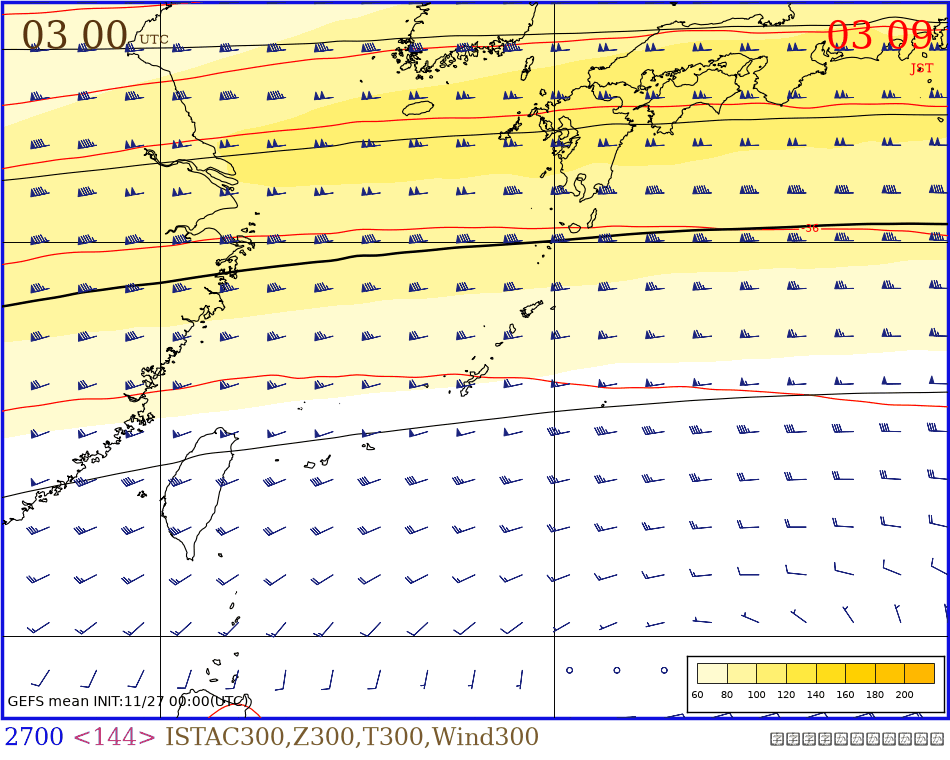 03 00 UTC
03 09
JST
-36
60 80 100 120 140 160 180 200
GEFS mean INIT:11/27 00:00(UTC)
2700 <144> ISTAC300,Z300,T300,Wind300